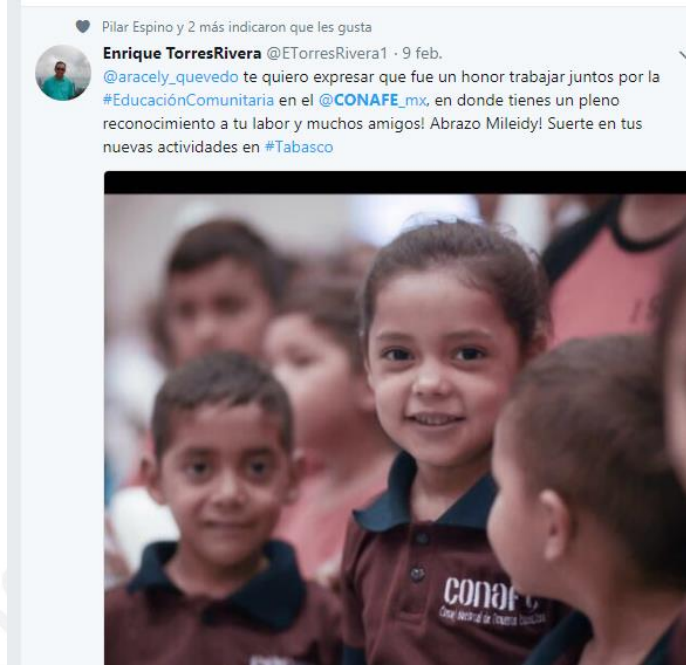 Pilar Espino y 2 más indicaron que les gusta
Enrique TorresRivera @ETorresRivera1 · 9 feb.
@aracely_quevedo te quiero expresar que fue un honor trabajar juntos por la
#EducaciónComunitaria en el @CONAFE_mx, en donde tienes un pleno
reconocimiento a tu labor y muchos amigos! Abrazo Mileidy! Suerte en tus
nuevas actividades en #Tabasco
conafe